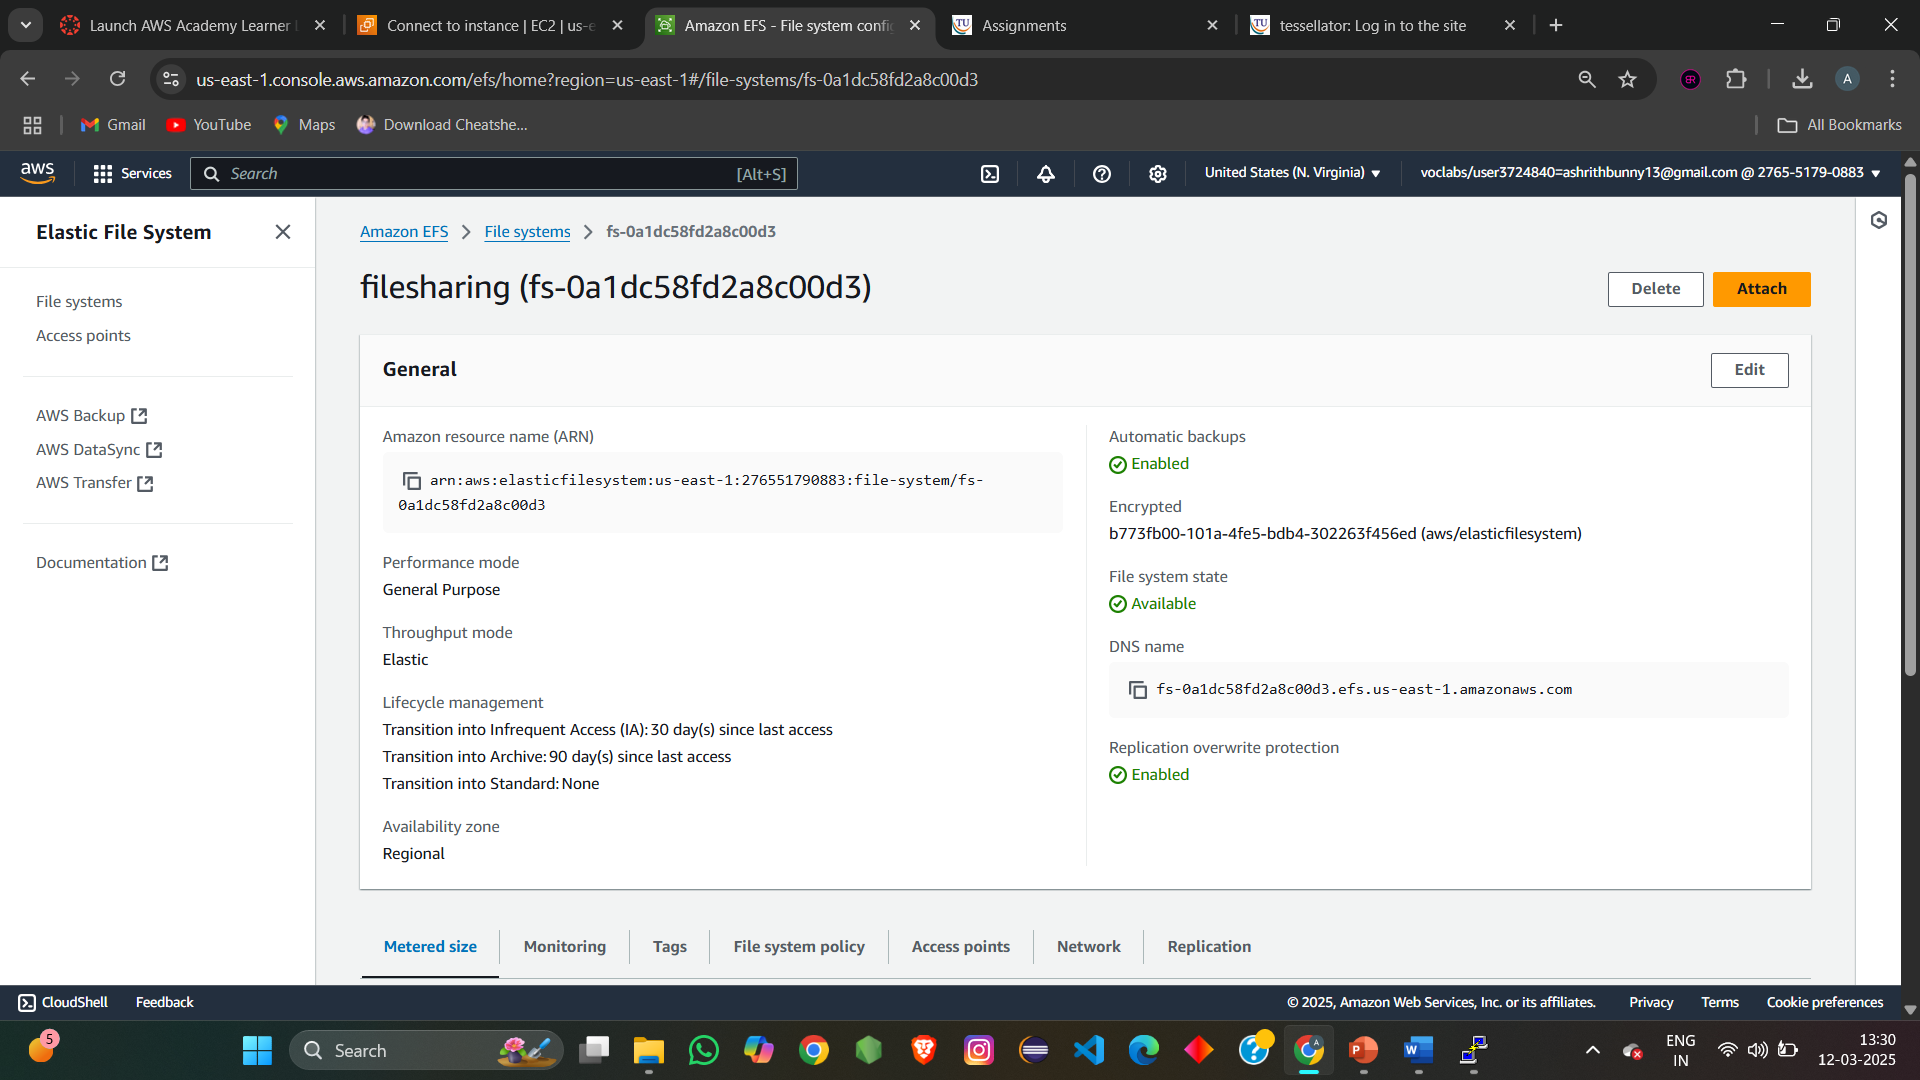 Launch AWS Academy Learner
Connect to instance | EC2 | us-e
Amazon EFS - File system config
TU
Assignments
TU
tessellator: Log in to the site
us-east-1.console.aws.amazon.com/efs/home?region=us-east-1#/file-systems/fs-0a1dc58fd2a8c00d3
BR
A
Gmail
YouTube
Maps
Download Cheatshe...
All Bookmarks
aws
Services
Search
[Alt+S]
United States (N. Virginia)
voclabs/user3724840=ashrithbunny13@gmail.com @ 2765-5179-0883
Elastic File System
File systems
Access points
AWS Backup
AWS DataSync
AWS Transfer
Documentation
Amazon EFS
File systems
fs-0a1dc58fd2a8c00d3
filesharing (fs-0a1dc58fd2a8c00d3)
Delete
Attach
General
Edit
Amazon resource name (ARN)
arn:aws:elasticfilesystem:us-east-1:276551790883:file-system/fs-
0a1dc58fd2a8c00d3
Performance mode
General Purpose
Throughput mode
Elastic
Lifecycle management
Transition into Infrequent Access (IA): 30 day(s) since last access
Transition into Archive: 90 day(s) since last access
Transition into Standard: None
Availability zone
Regional
Automatic backups
Enabled
Encrypted
b773fb00-101a-4fe5-bdb4-302263f456ed (aws/elasticfilesystem)
File system state
Available
DNS name
fs-0a1dc58fd2a8c00d3.efs.us-east-1.amazonaws.com
Replication overwrite protection
Enabled
Metered size
Monitoring
Tags
File system policy
Access points
Network
Replication
CloudShell
Feedback
© 2025, Amazon Web Services, Inc. or its affiliates.
Privacy
Terms
Cookie preferences
5
Search
A
P
W
ENG
IN
13:30
12-03-2025